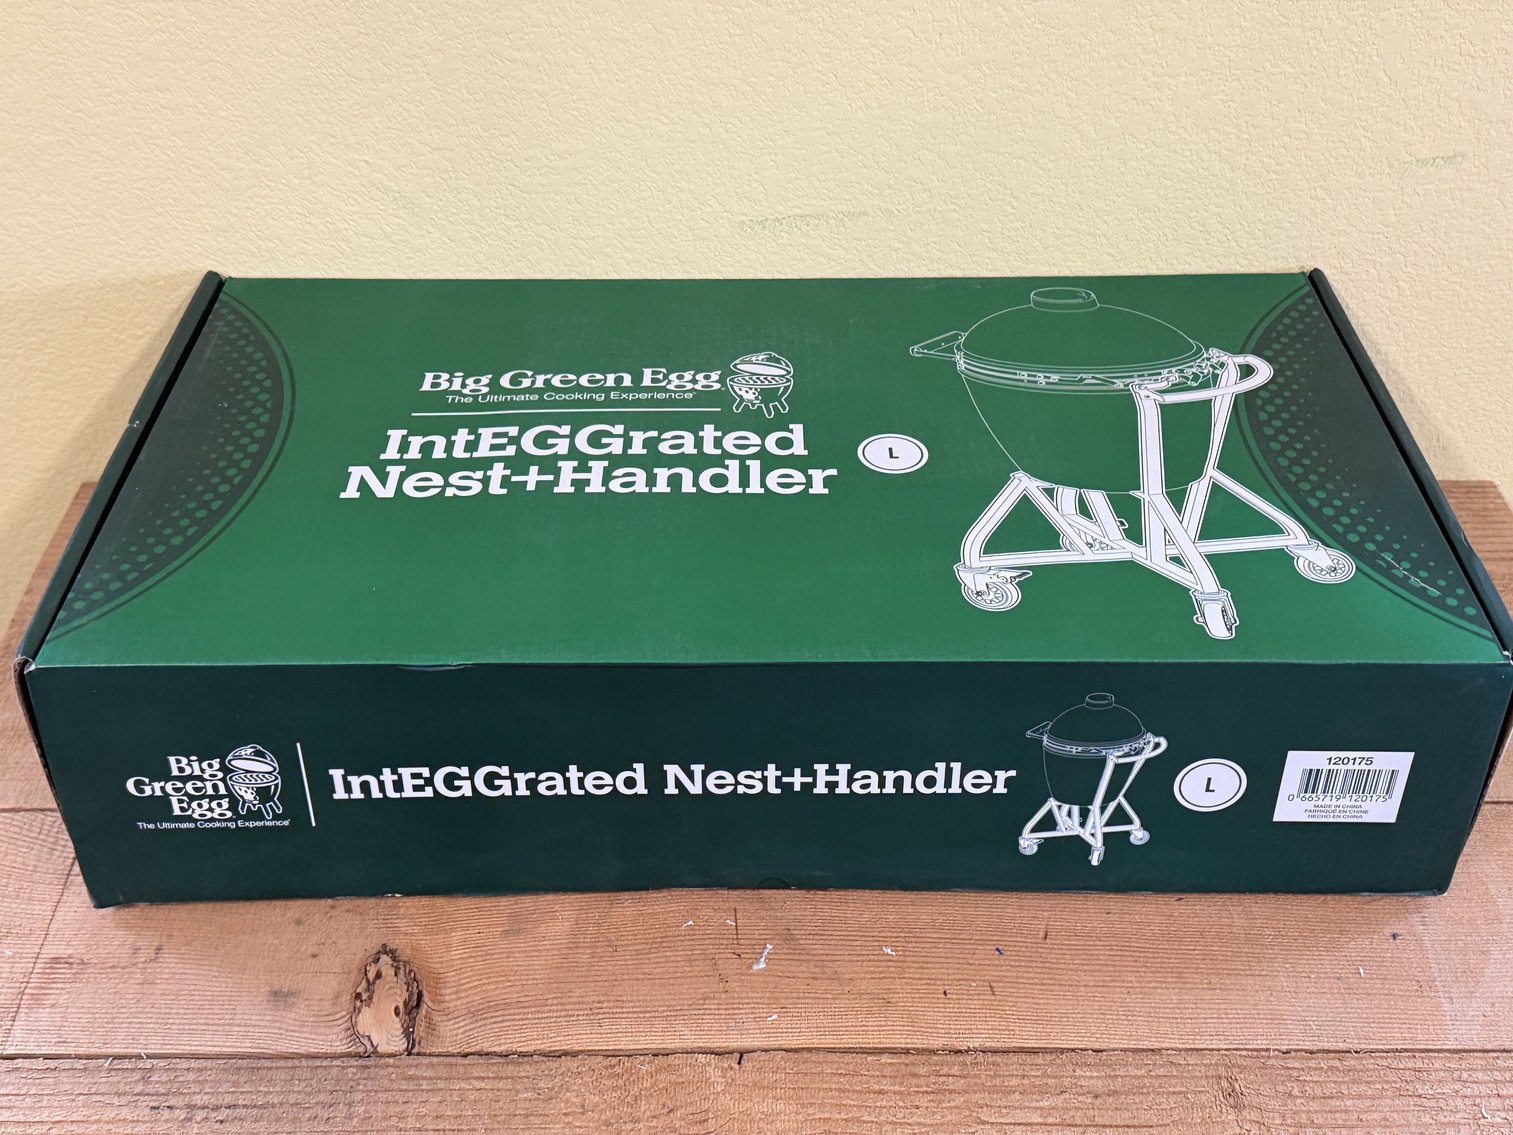 Big Green Egg
The Ultimate Cooking Experience®
IntEGGrated
Nest+Handler
L
Big
Green
Egg®
The Ultimate Cooking Experience®
IntEGGrated Nest+Handler
L
120175
0 665719 120175
MADE IN CHINA
FABRIQUÉ EN CHINE
HECHO EN CHINA